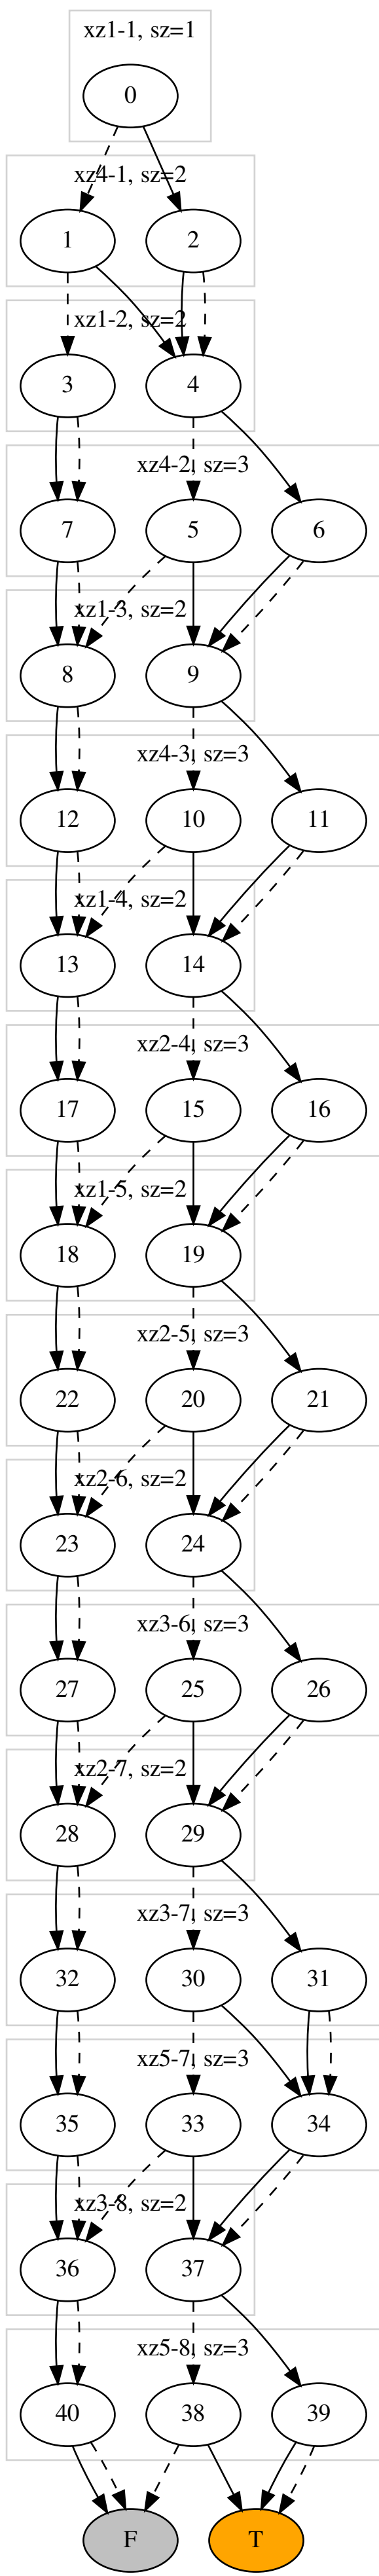 xz1-1, sz=1
0
xz4-1, sz=2
1 2
xz1-2, sz=2
3 4
xz4-2, sz=3
7 5 6
xz1-3, sz=2
8 9
xz4-3, sz=3
12 10 11
xz1-4, sz=2
13 14
xz2-4, sz=3
17 15 16
xz1-5, sz=2
18 19
xz2-5, sz=3
22 20 21
xz2-6, sz=2
23 24
xz3-6, sz=3
27 25 26
xz2-7, sz=2
28 29
xz3-7, sz=3
32 30 31
xz5-7, sz=3
35 33 34
xz3-8, sz=2
36 37
xz5-8, sz=3
40 38 39
F T